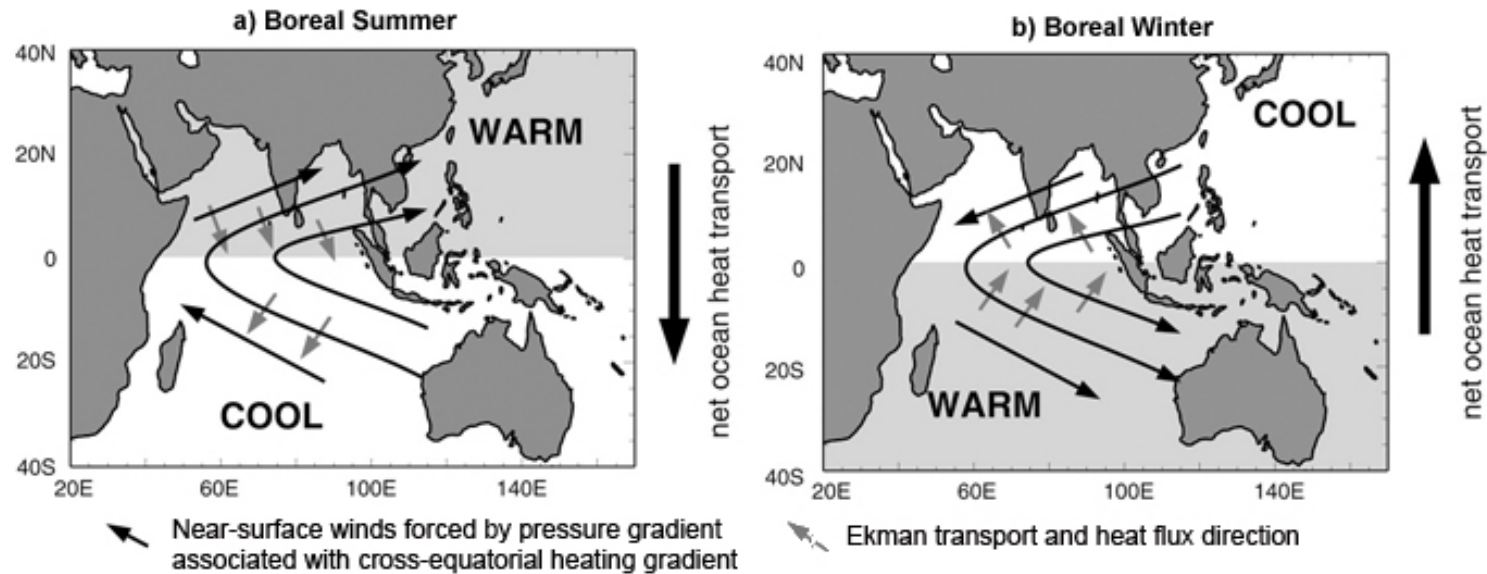 a) Boreal Summer
40N
20N
0
20S
40S
20E
60E
100E
140E
WARM
COOL
net ocean heat transport
b) Boreal Winter
40N
20N
0
20S
40S
20E
60E
100E
140E
COOL
WARM
net ocean heat transport
Near-surface winds forced by pressure gradient
associated with cross-equatorial heating gradient
Ekman transport and heat flux direction